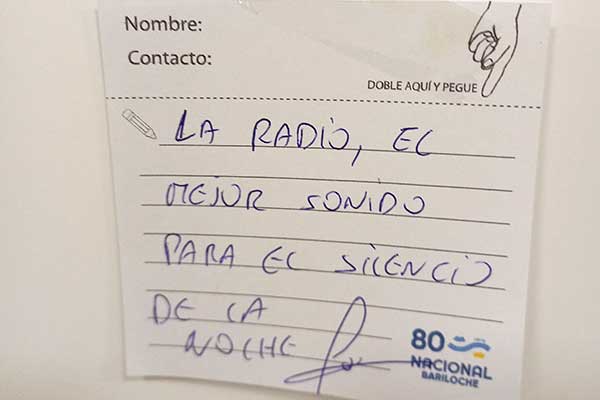 Nombre:
Contacto:
DOBLE AQUÍ Y PEGUE
LA RADIO, EL
MEJOR SONIDO
PARA EL SILENCIO
DE LA
NOCHE
80
NACIONAL
BARILOCHE